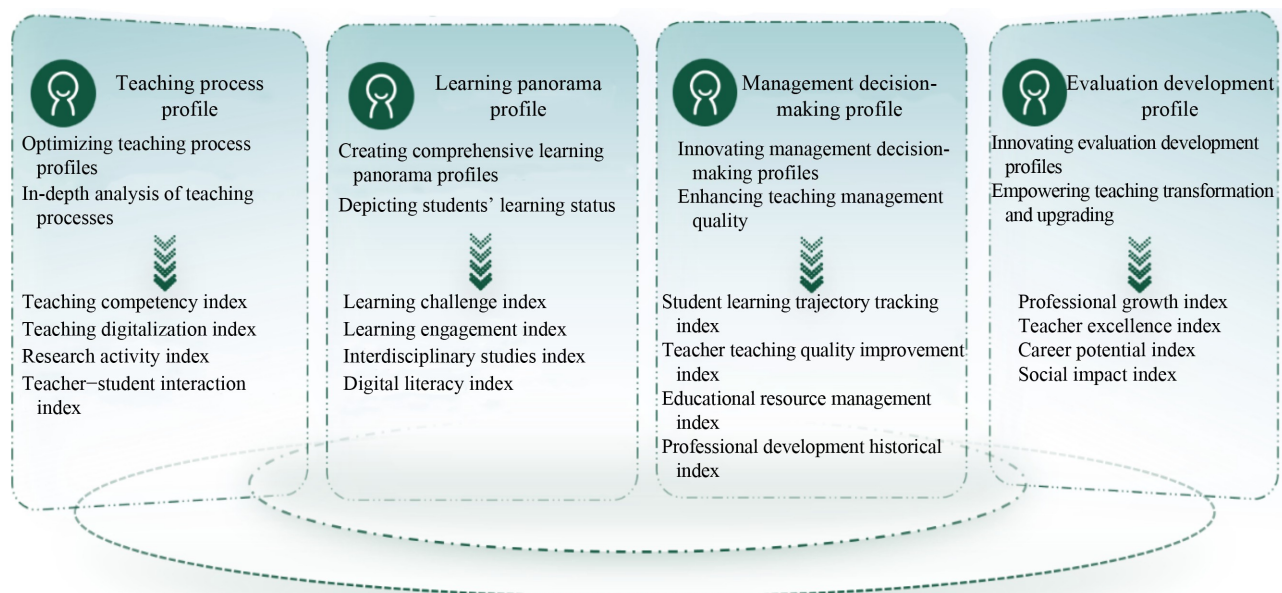 Teaching process
profile
Optimizing teaching process
profiles
In-depth analysis of teaching
processes
Teaching competency index
Teaching digitalization index
Research activity index
Teacher−student interaction
index
Learning panorama
profile
Creating comprehensive learning
panorama profiles
Depicting students’ learning status
Learning challenge index
Learning engagement index
Interdisciplinary studies index
Digital literacy index
Management decision-
making profile
Innovating management decision-
making profiles
Enhancing teaching management
quality
Student learning trajectory tracking
index
Teacher teaching quality improvement
index
Educational resource management
index
Professional development historical
index
Evaluation development
profile
Innovating evaluation development
profiles
Empowering teaching transformation
and upgrading
Professional growth index
Teacher excellence index
Career potential index
Social impact index